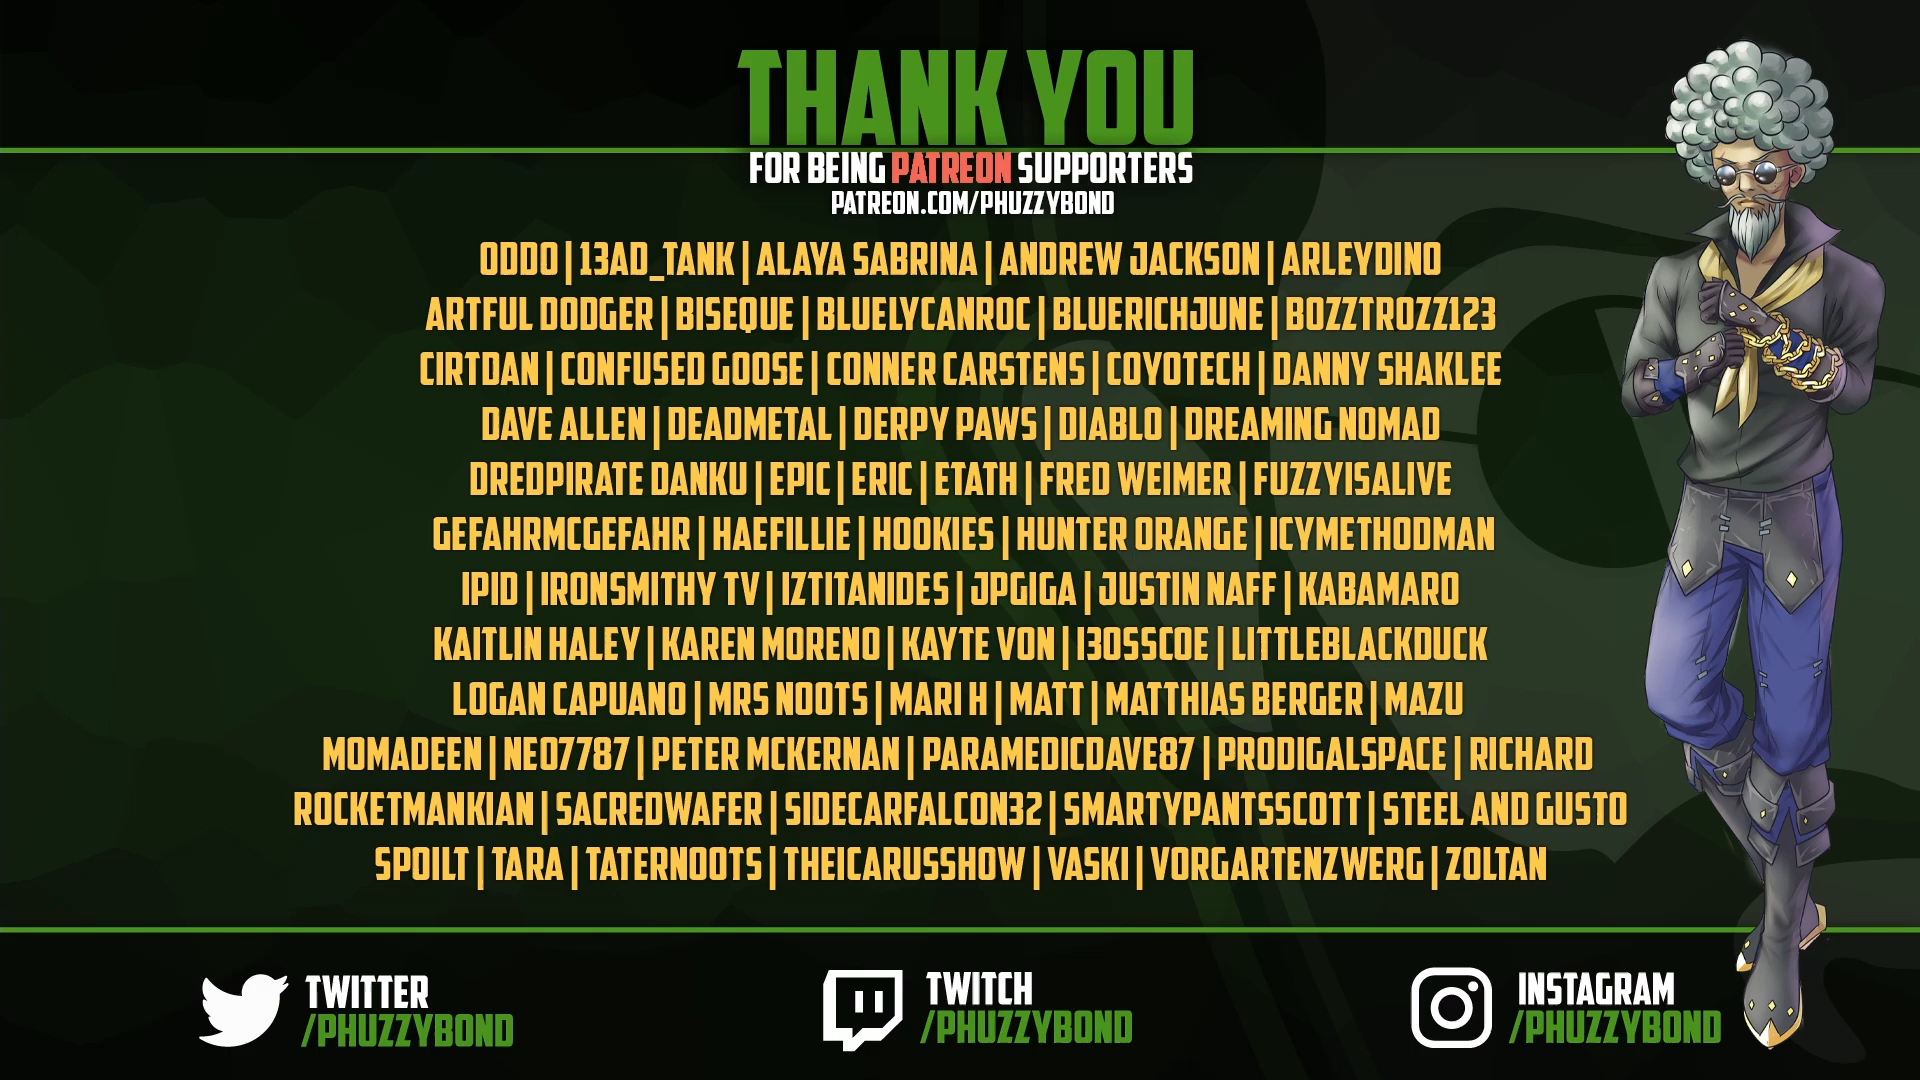 THANK YOU
FOR BEING PATREON SUPPORTERS
PATREON.COM/PHUZZYBOND
ODDO | 13AD_TANK | ALAYA SABRINA | ANDREW JACKSON | ARLEYDINO
ARTFUL DODGER | BISEQUE | BLUELYCANROC | BLUERICHJUNE | BOZZTROZZ123
CIRTDAN | CONFUSED GOOSE | CONNER CARSTENS | COYOTECH | DANNY SHAKLEE
DAVE ALLEN | DEADMETAL | DERPY PAWS | DIABLO | DREAMING NOMAD
DREDPIRATE DANKU | EPIC | ERIC | ETATH | FRED WEIMER | FUZZYISALIVE
GEFAHRMCGEFAHR | HAEFILLIE | HOOKIES | HUNTER ORANGE | ICYMETHODMAN
IPID | IRONSMITHY TV | IZTITANIDES | JPGIGA | JUSTIN NAFF | KABAMARO
KAITLIN HALEY | KAREN MORENO | KAYTE VON | I30SSCOE | LITTLEBLACKDUCK
LOGAN CAPUANO | MRS NOOTS | MARI H | MATT | MATTHIAS BERGER | MAZU
MOMADEEN | NEO7787 | PETER MCKERNAN | PARAMEDICDAVE87 | PRODIGALSPACE | RICHARD
ROCKETMANKIAN | SACREDWAFER | SIDECARFALCON32 | SMARTYPANTSSCOTT | STEEL AND GUSTO
SPOILT | TARA | TATERNOOTS | THEICARUSSHOW | VASKI | VORGARTENZWERG | ZOLTAN
TWITTER
/PHUZZYBOND
TWITCH
/PHUZZYBOND
INSTAGRAM
/PHUZZYBOND